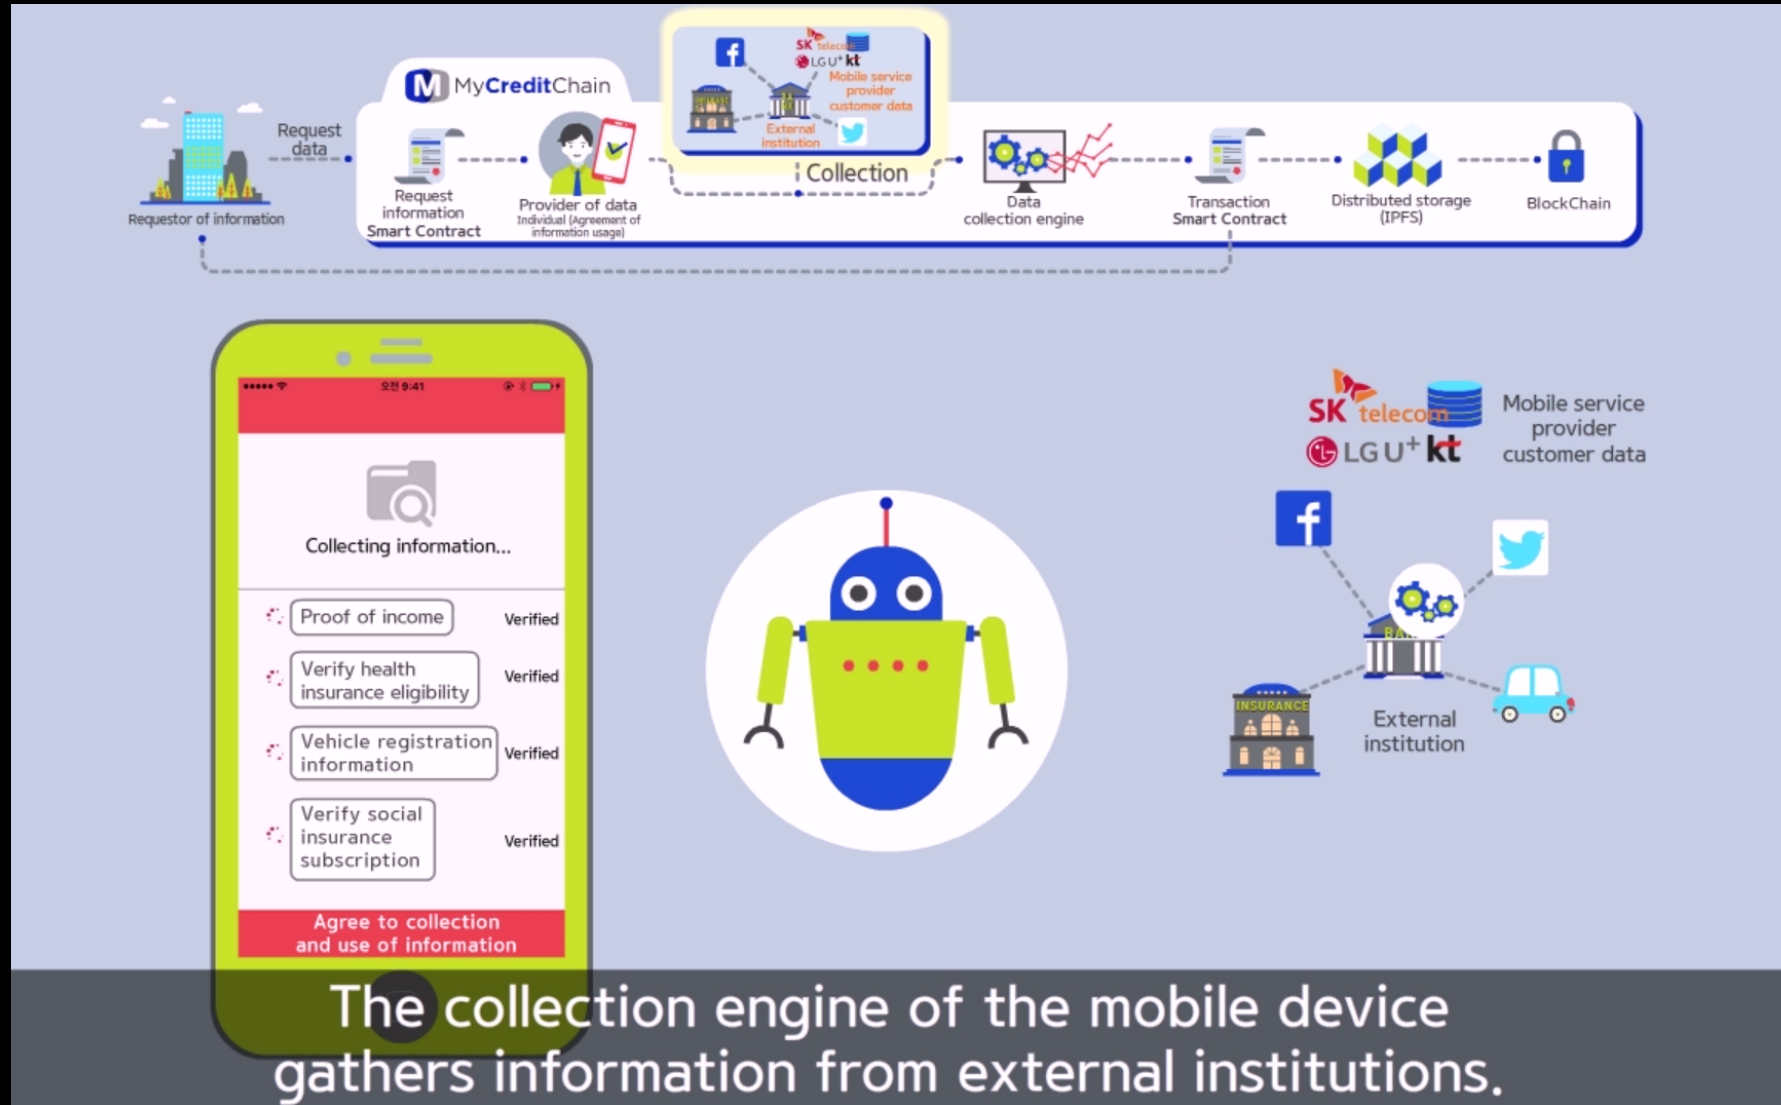 MyCreditChain
Request
data
Requestor of information
Request
information
Smart Contract
Provider of data
Individual (Agreement of
information usage)
SK telecom
LG U+ kt
Mobile service
provider
customer data
External
institution
Collection
Data
collection engine
Transaction
Smart Contract
Distributed storage
(IPFS)
BlockChain
오전 9:41
Collecting information...
Proof of income
Verified
Verify health
insurance eligibility
Verified
Vehicle registration
information
Verified
Verify social
insurance
subscription
Verified
Agree to collection
and use of information
SK telecom
LG U+ kt
Mobile service
provider
customer data
INSURANCE
External
institution
The collection engine of the mobile device
gathers information from external institutions.